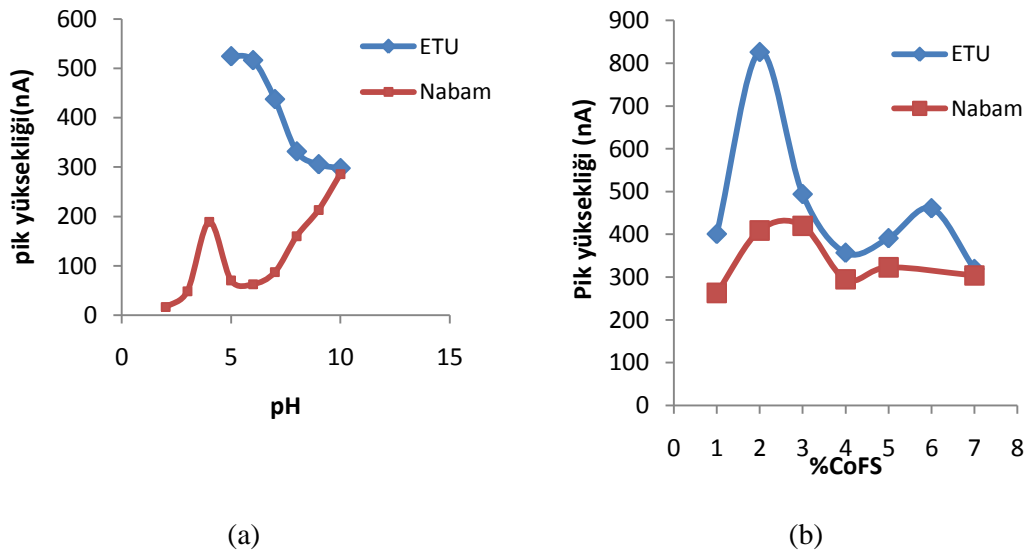 600
500
400
300
200
100
0
0 5 10 15
pik yüksekliği(nA)
pH
ETU
Nabam
(a)
900
800
700
600
500
400
300
200
100
0
0 1 2 3 4 5 6 7 8
Pik yüksekliği (nA)
%CoFS
ETU
Nabam
(b)